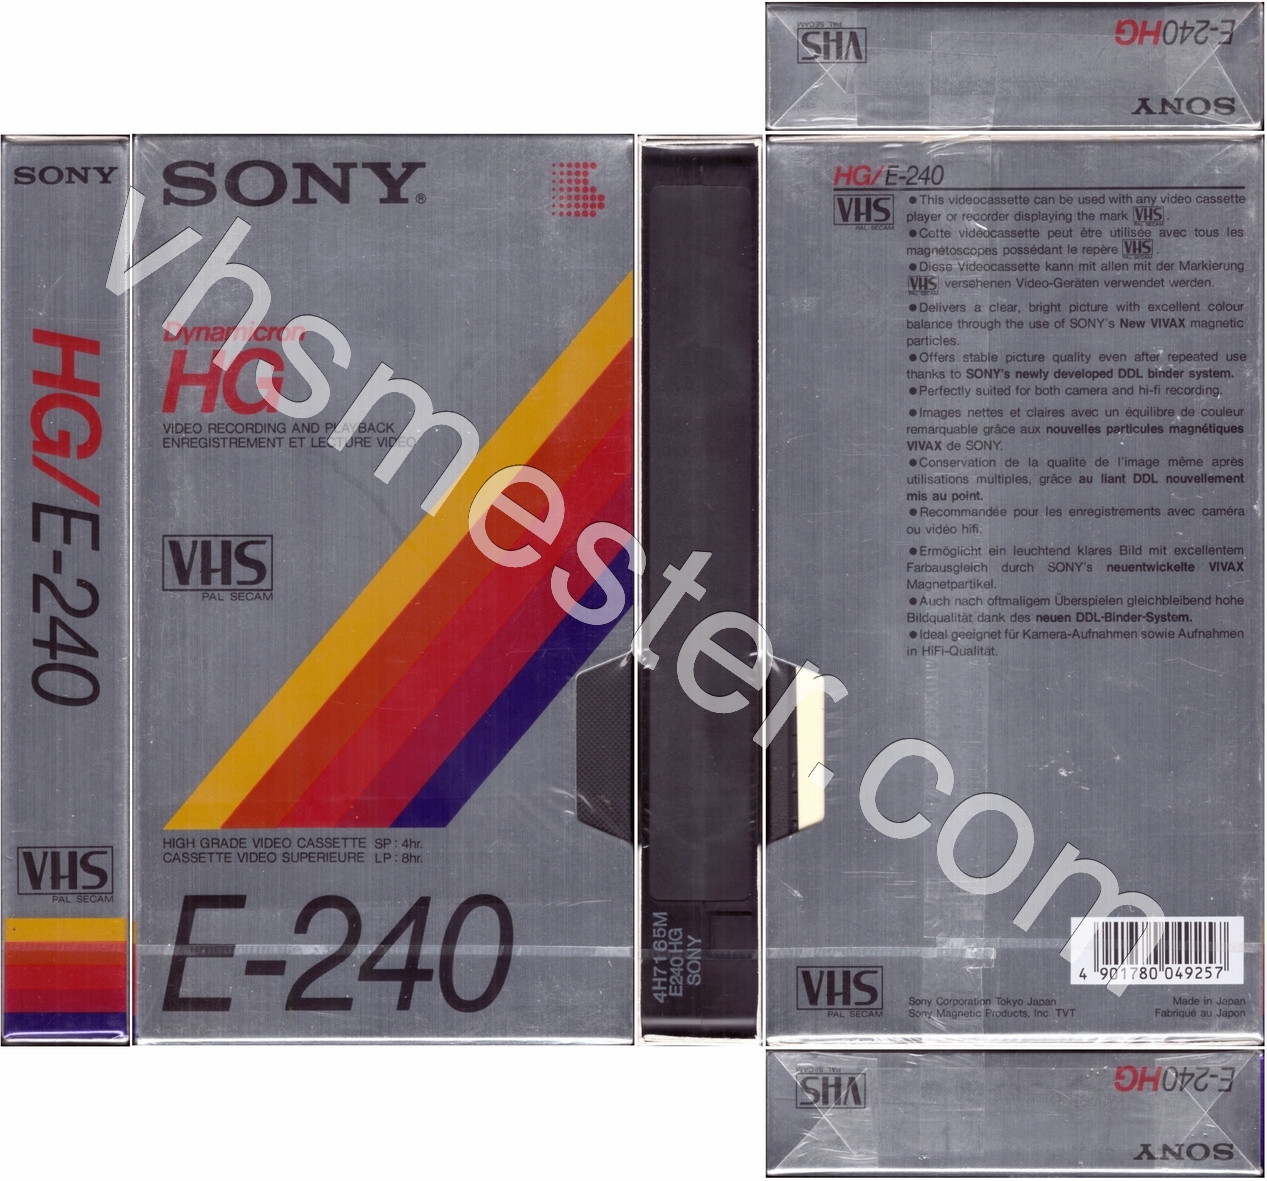 VHS
PAL SECAM
E-240HG
SONY
SONY
HG/E-240
VHS
PAL SECAM
SONY®
Dynamicron
HG
VIDEO RECORDING AND PLAYBACK
ENREGISTREMENT ET LECTURE VIDEO
VHS
PAL SECAM
HIGH GRADE VIDEO CASSETTE SP : 4hr.
CASSETTE VIDEO SUPERIEURE LP : 8hr.
E-240
4H7165M
E240HG
SONY
HG/E-240
VHS
PAL SECAM
●This videocassette can be used with any video cassette
player or recorder displaying the mark VHS PAL SECAM.
●Cette vidéocassette peut être utilisée avec tous les
magnétoscopes possédant le repère VHS PAL SECAM.
●Diese Videocassette kann mit allen mit der Markierung
VHS PAL SECAM versehenen Video-Geräten verwendet werden.
●Delivers a clear, bright picture with excellent colour
balance through the use of SONY's New VIVAX magnetic
particles.
●Offers stable picture quality even after repeated use
thanks to SONY's newly developed DDL binder system.
●Perfectly suited for both camera and hi-fi recording.
●Images nettes et claires avec un équilibre de couleur
remarquable grâce aux nouvelles particules magnétiques
VIVAX de SONY.
●Conservation de la qualité de l'image même après
utilisations multiples, grâce au liant DDL nouvellement
mis au point.
●Recommandée pour les enregistrements avec caméra
ou vidéo hifi.
●Ermöglicht ein leuchtend klares Bild mit excellentem
Farbausgleich durch SONY's neuentwickelte VIVAX
Magnetpartikel.
●Auch nach oftmaligem Überspielen gleichbleibend hohe
Bildqualität dank des neuen DDL-Binder-System.
●Ideal geeignet für Kamera-Aufnahmen sowie Aufnahmen
in HiFi-Qualität.
4 901780 049257
VHS
PAL SECAM
Sony Corporation Tokyo Japan
Sony Magnetic Products, Inc. TVT
Made in Japan
Fabriqué au Japon
VHS
PAL SECAM
E-240HG
SONY
vhsmester.com